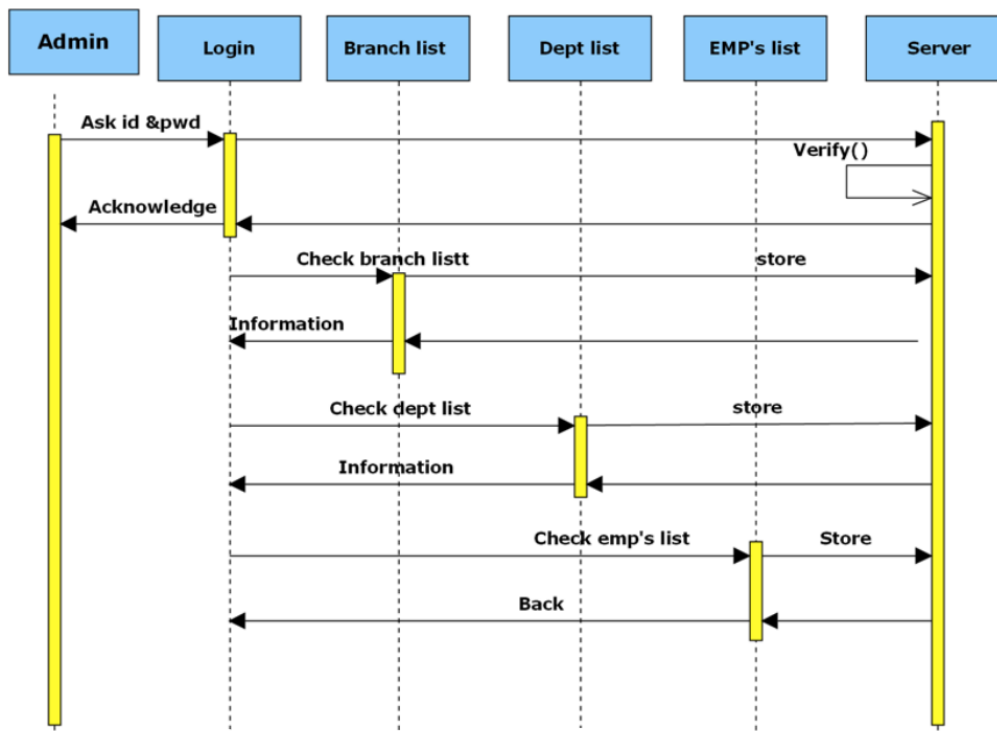 Admin
Login
Branch list
Dept list
EMP's list
Server
Ask id &pwd
Verify()
Acknowledge
Check branch listt
store
Information
Check dept list
store
Information
Check emp's list
Store
Back